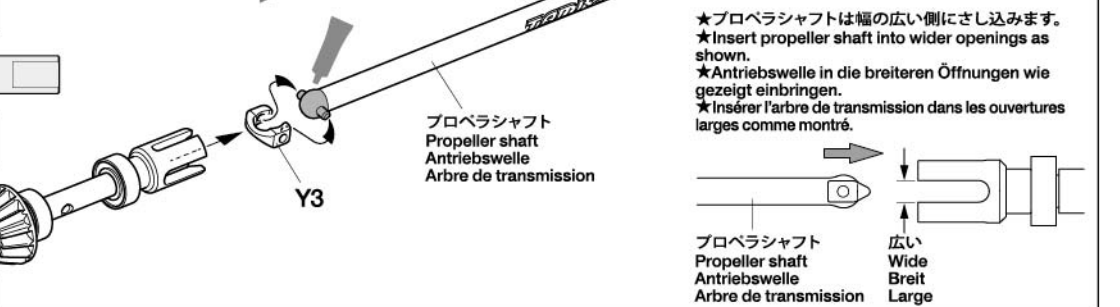 TAMIYA
プロペラシャフト
Propeller shaft
Antriebswelle
Arbre de transmission
Y3
★プロペラシャフトは幅の広い側にさし込みます。
★Insert propeller shaft into wider openings as
shown.
★Antriebswelle in die breiteren Öffnungen wie
gezeigt einbringen.
★Insérer l'arbre de transmission dans les ouvertures
larges comme montré.
プロペラシャフト
Propeller shaft
Antriebswelle
Arbre de transmission
広い
Wide
Breit
Large